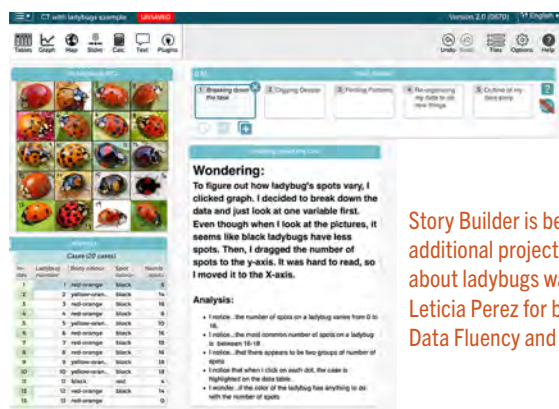 CT with ladybugs example
UNSAVED
Version 2.0 (0670)
English
Tables
Graph
Map
Slider
Calc
Text
Plugins
Undo
Tiles
Options
Help
1 Breaking down the task
2 Digging Deeper
3 Finding Patterns
4 Re-organizing my data to do new things
5 Outline of my data story
Wondering:
To figure out how ladybug's spots vary, I
clicked graph. I decided to break down the
data and just look at one variable first.
Even though when I look at the pictures, it
seems like black ladybugs have less
spots. Then, I dragged the number of
spots to the y-axis. It was hard to read, so
I moved it to the X-axis.
Analysis:
• I notice...the number of spots on a ladybug varies from 0 to
18.
• I notice...the most common number of spots on a ladybug
is between 16-18
• I notice...that there appears to be two groups of number of
spots
• I notice that when I click on each dot, the case is
highlighted on the data table.
• I wonder...if the color of the ladybug has anything to do
with the number of spots
Cases (20 cases)
Ladybug number
Body colour
Spot
1 red-orange black
2 yellow-oran... black 14
3 red-orange black 16
4 red-orange black
5 yellow-oran... black
6 red-orange black 16
7 red-orange black
8 red-orange black 16
9 yellow-oran... black 18
10 yellow-oran... black 18
11 black red 4
12 red-orange black 14
13 red-orange 0
Story Builder is be
additional project
about ladybugs wa
Leticia Perez for b
Data Fluency and